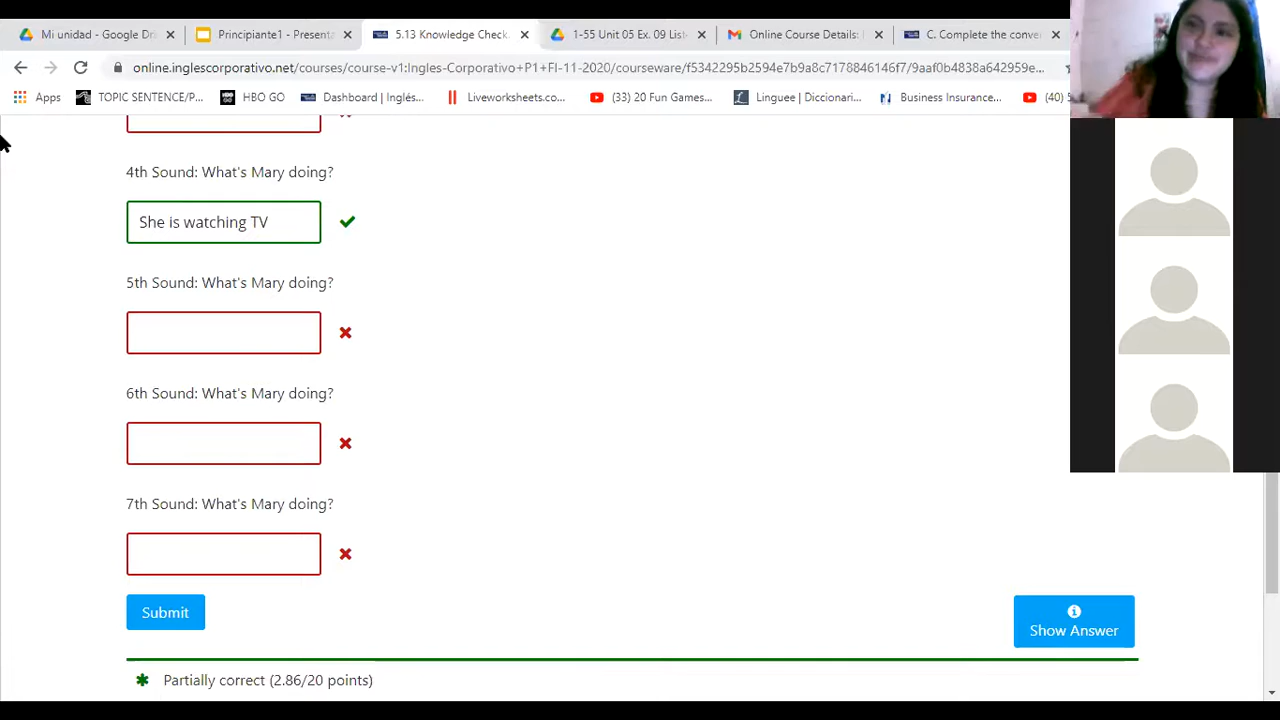 Mi unidad - Google Dri
Principiante1 - Presenta
5.13 Knowledge Check
1-55 Unit 05 Ex. 09 List
Online Course Details:
C. Complete the conve
online.inglescorporativo.net/courses/course-v1:Ingles-Corporativo+P1+FI-11-2020/courseware/f5342295b2594e7b9a8c7178846146f7/9aaf0b4838a642959e...
Apps
TOPIC SENTENCE/P...
HBO GO
Dashboard | Inglés...
Liveworksheets.co...
(33) 20 Fun Games...
Linguee | Diccionari...
Business Insurance...
(40)
4th Sound: What's Mary doing?
She is watching TV
5th Sound: What's Mary doing?
6th Sound: What's Mary doing?
7th Sound: What's Mary doing?
Submit
Show Answer
Partially correct (2.86/20 points)